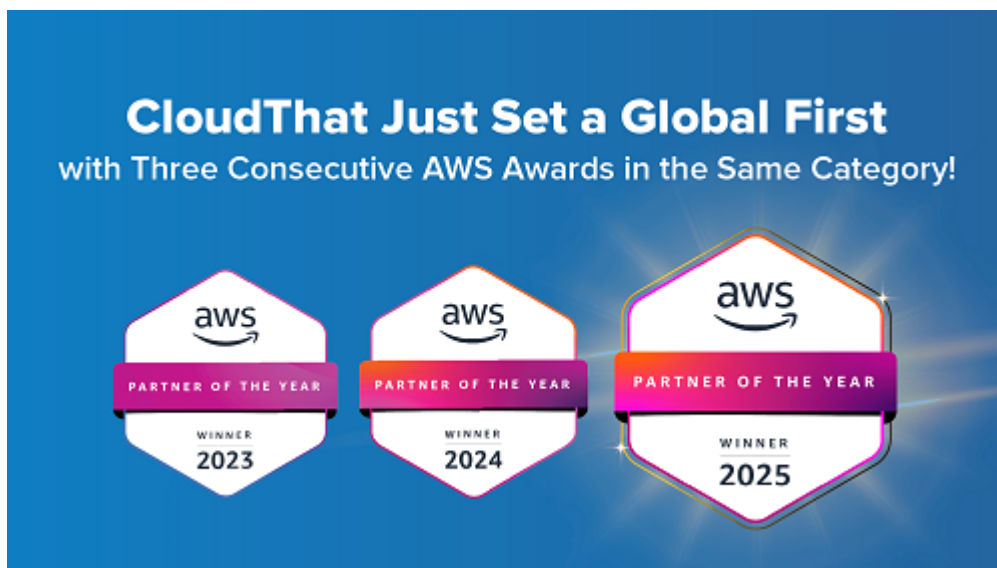 CloudThat Just Set a Global First
with Three Consecutive AWS Awards in the Same Category!
aws
PARTNER OF THE YEAR
WINNER
2023
aws
PARTNER OF THE YEAR
WINNER
2024
aws
PARTNER OF THE YEAR
WINNER
2025